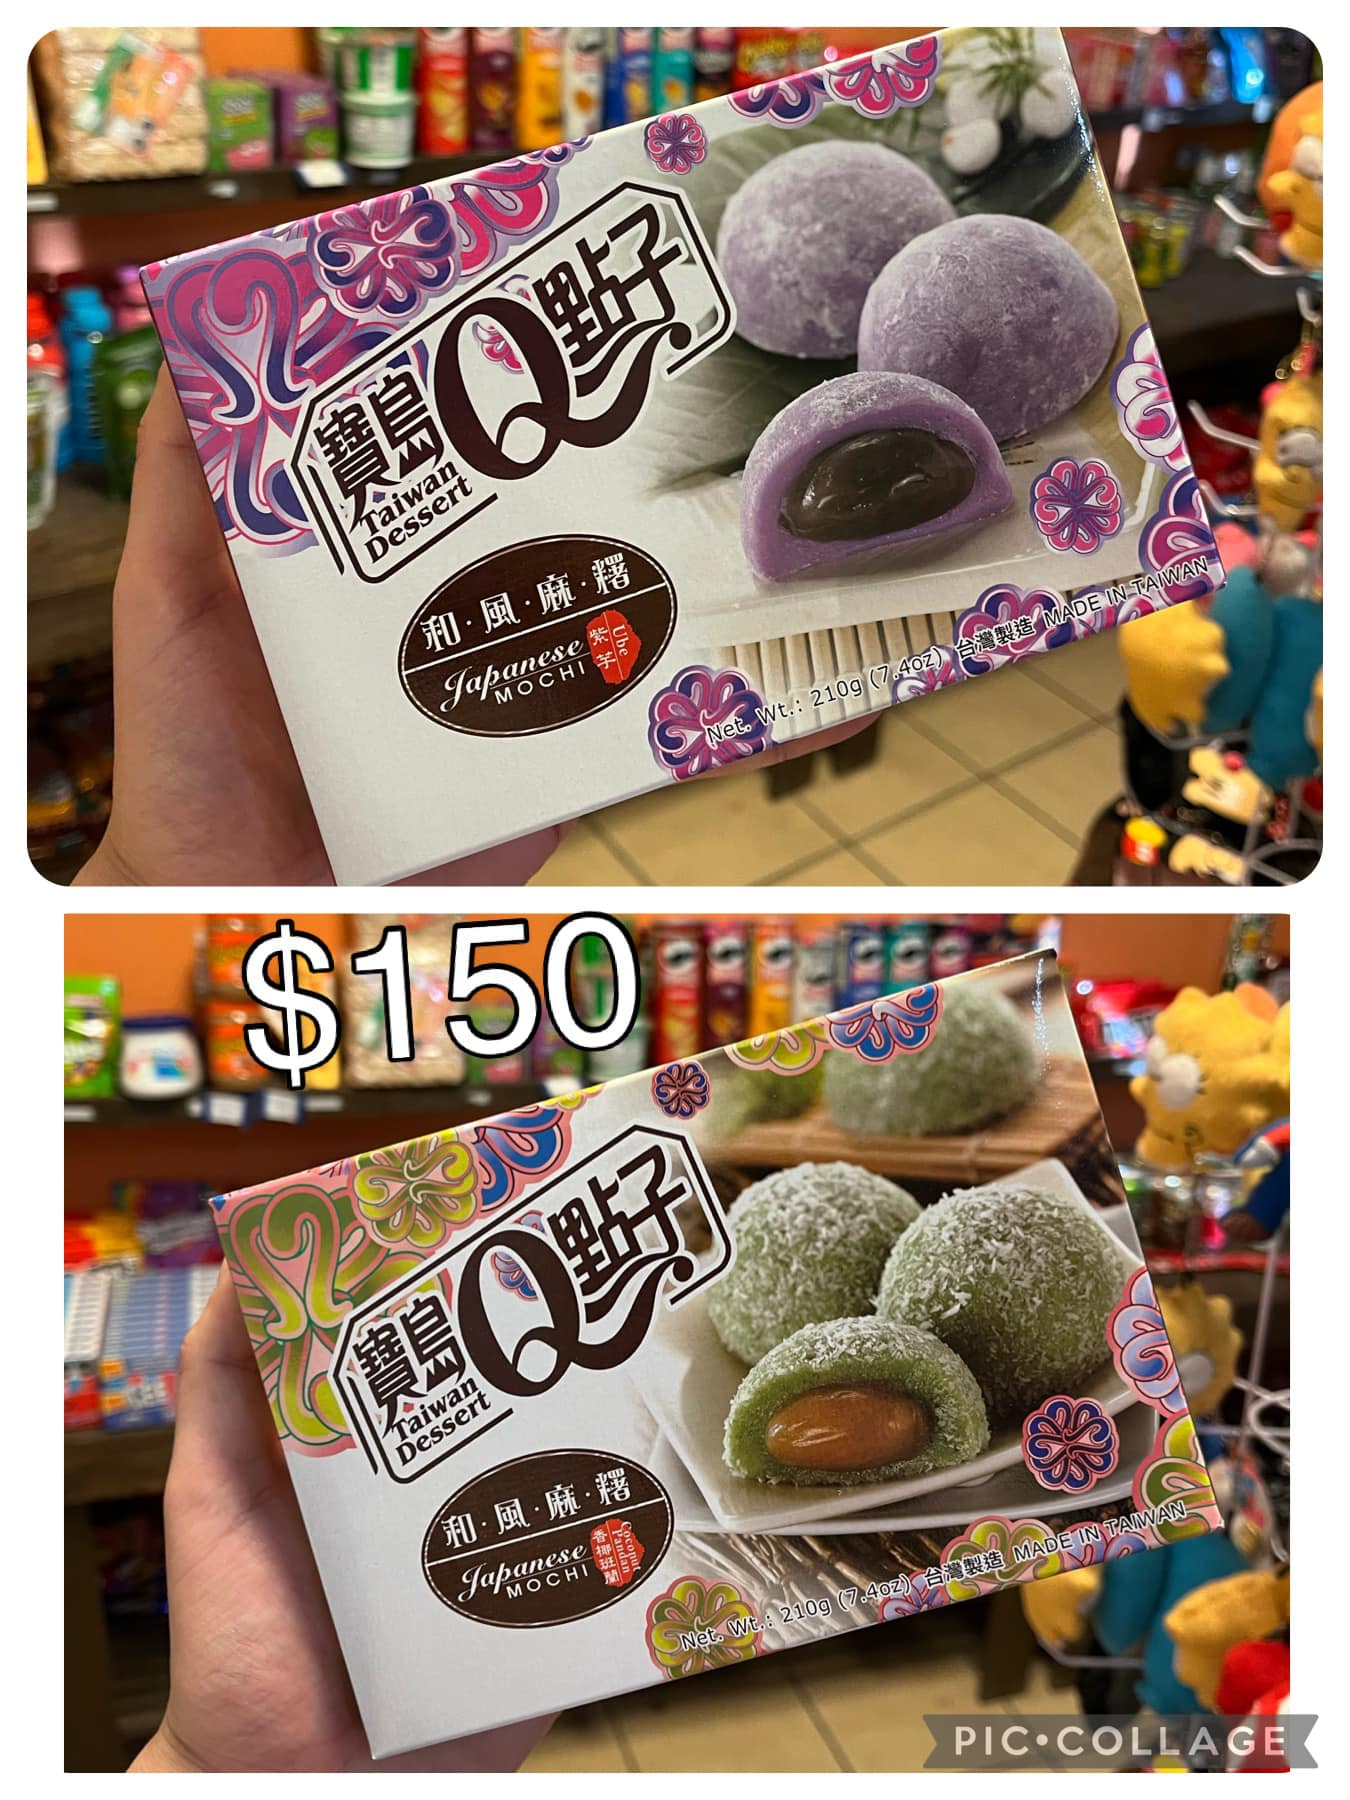 寶島Q點子
Taiwan
Dessert
和·風·麻·糬
Japanese
MOCHI
紫芋
Ube
Net. Wt.: 210g (7.4oz) 台灣製造 MADE IN TAIWAN
$150
寶島Q點子
Taiwan
Dessert
和·風·麻·糬
Japanese
MOCHI
香椰班蘭
Coconut
Pandan
Net. Wt.: 210g (7.4oz) 台灣製造 MADE IN TAIWAN
PIC•COLLAGE